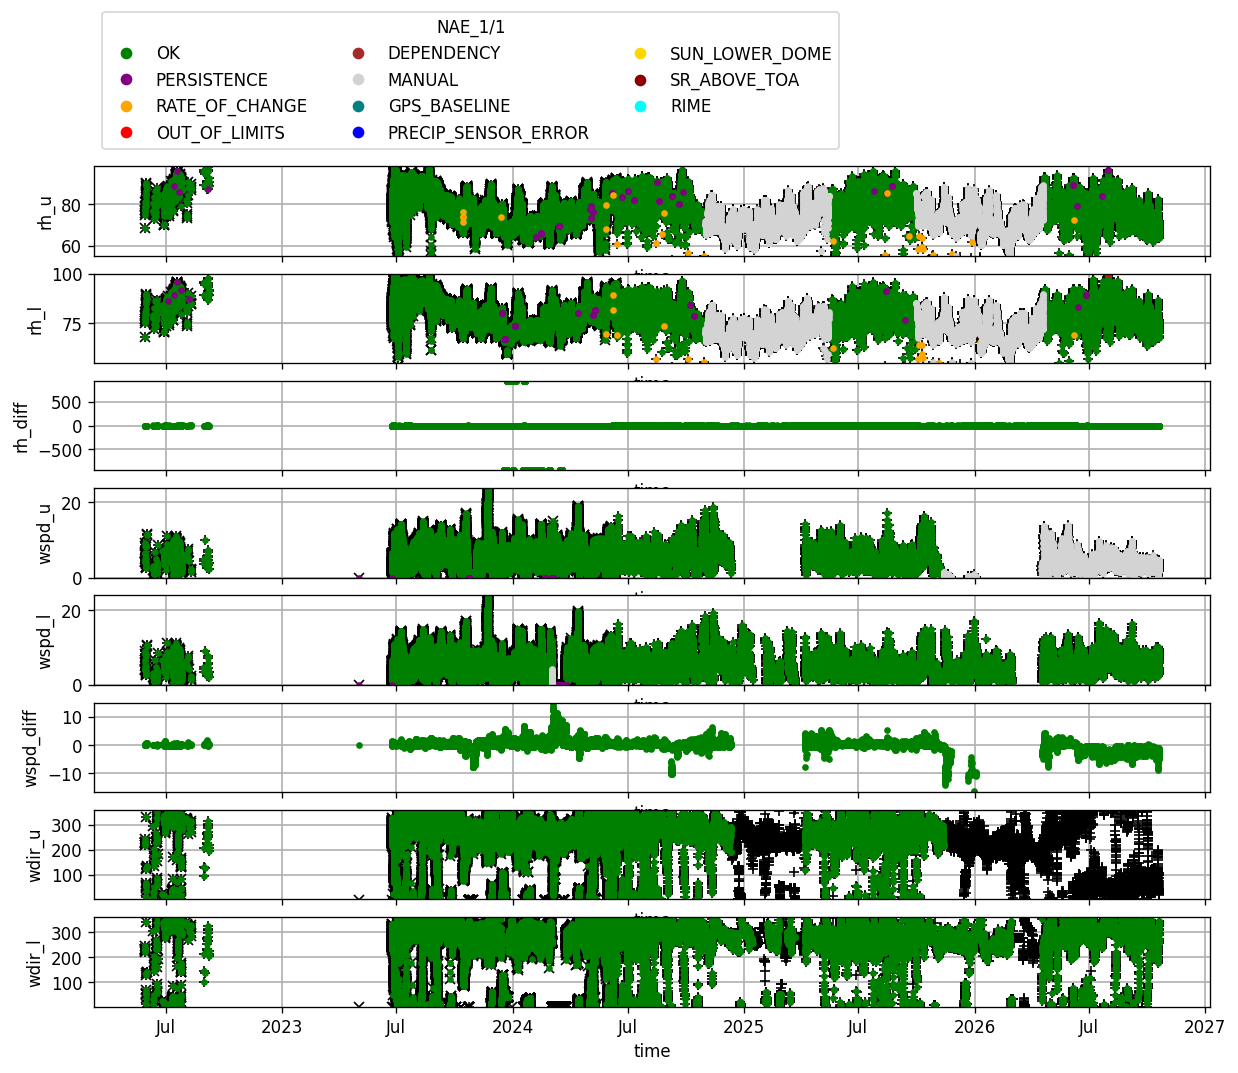 NAE_1/1
OK
DEPENDENCY
SUN_LOWER_DOME
PERSISTENCE
MANUAL
SR_ABOVE_TOA
RATE_OF_CHANGE
GPS_BASELINE
RIME
OUT_OF_LIMITS
PRECIP_SENSOR_ERROR
rh_u
80
60
rh_l
100
75
rh_diff
500
0
−500
wspd_u
20
0
wspd_l
20
0
wspd_diff
10
0
−10
wdir_u
300
200
100
wdir_l
300
200
100
Jul 2023 Jul 2024 Jul 2025 Jul 2026 Jul 2027
time